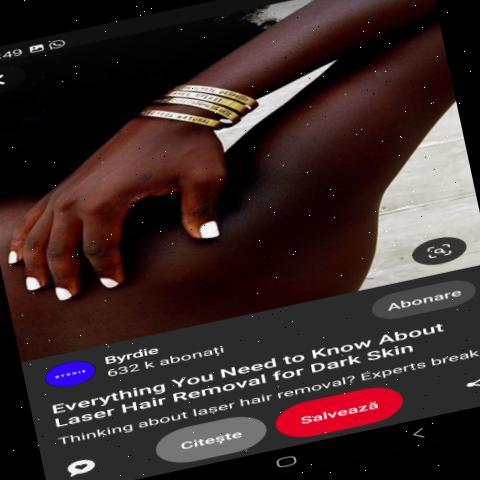 :49
BYRDIE
Byrdie
632 k abonați
Abonare
Everything You Need to Know About
Laser Hair Removal for Dark Skin
Thinking about laser hair removal? Experts break
Citește
Salvează